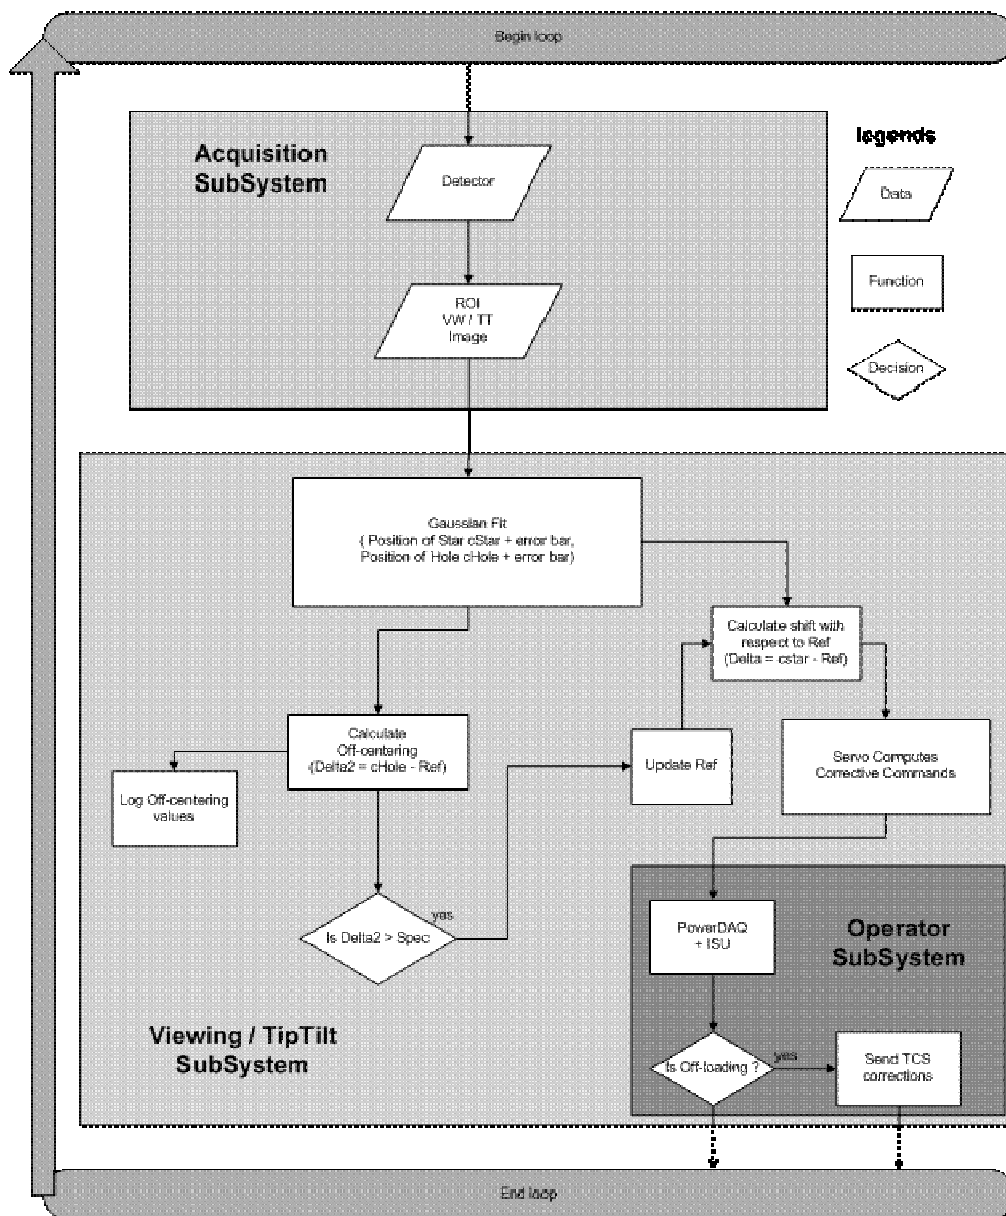 Begin loop
Acquisition
SubSystem
legends
Detector
Data
ROI
VW / TT
Image
Function
Decision
Gaussian Fit
( Position of Star cStar + error bar,
Position of Hole cHole + error bar)
Calculate shift with
respect to Ref
(Delta = cstar - Ref)
Calculate
Off-centering
(Delta2 = cHole - Ref)
Log Off-centering
values
Update Ref
Servo Computes
Corrective Commands
Is Delta2 > Spec
yes
PowerDAQ
+ ISU
Operator
SubSystem
Viewing / TipTilt
SubSystem
Is Off-loading ?
yes
Send TCS
corrections
End loop